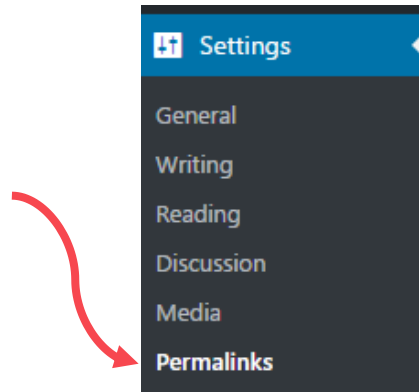 Settings
General
Writing
Reading
Discussion
Media
Permalinks